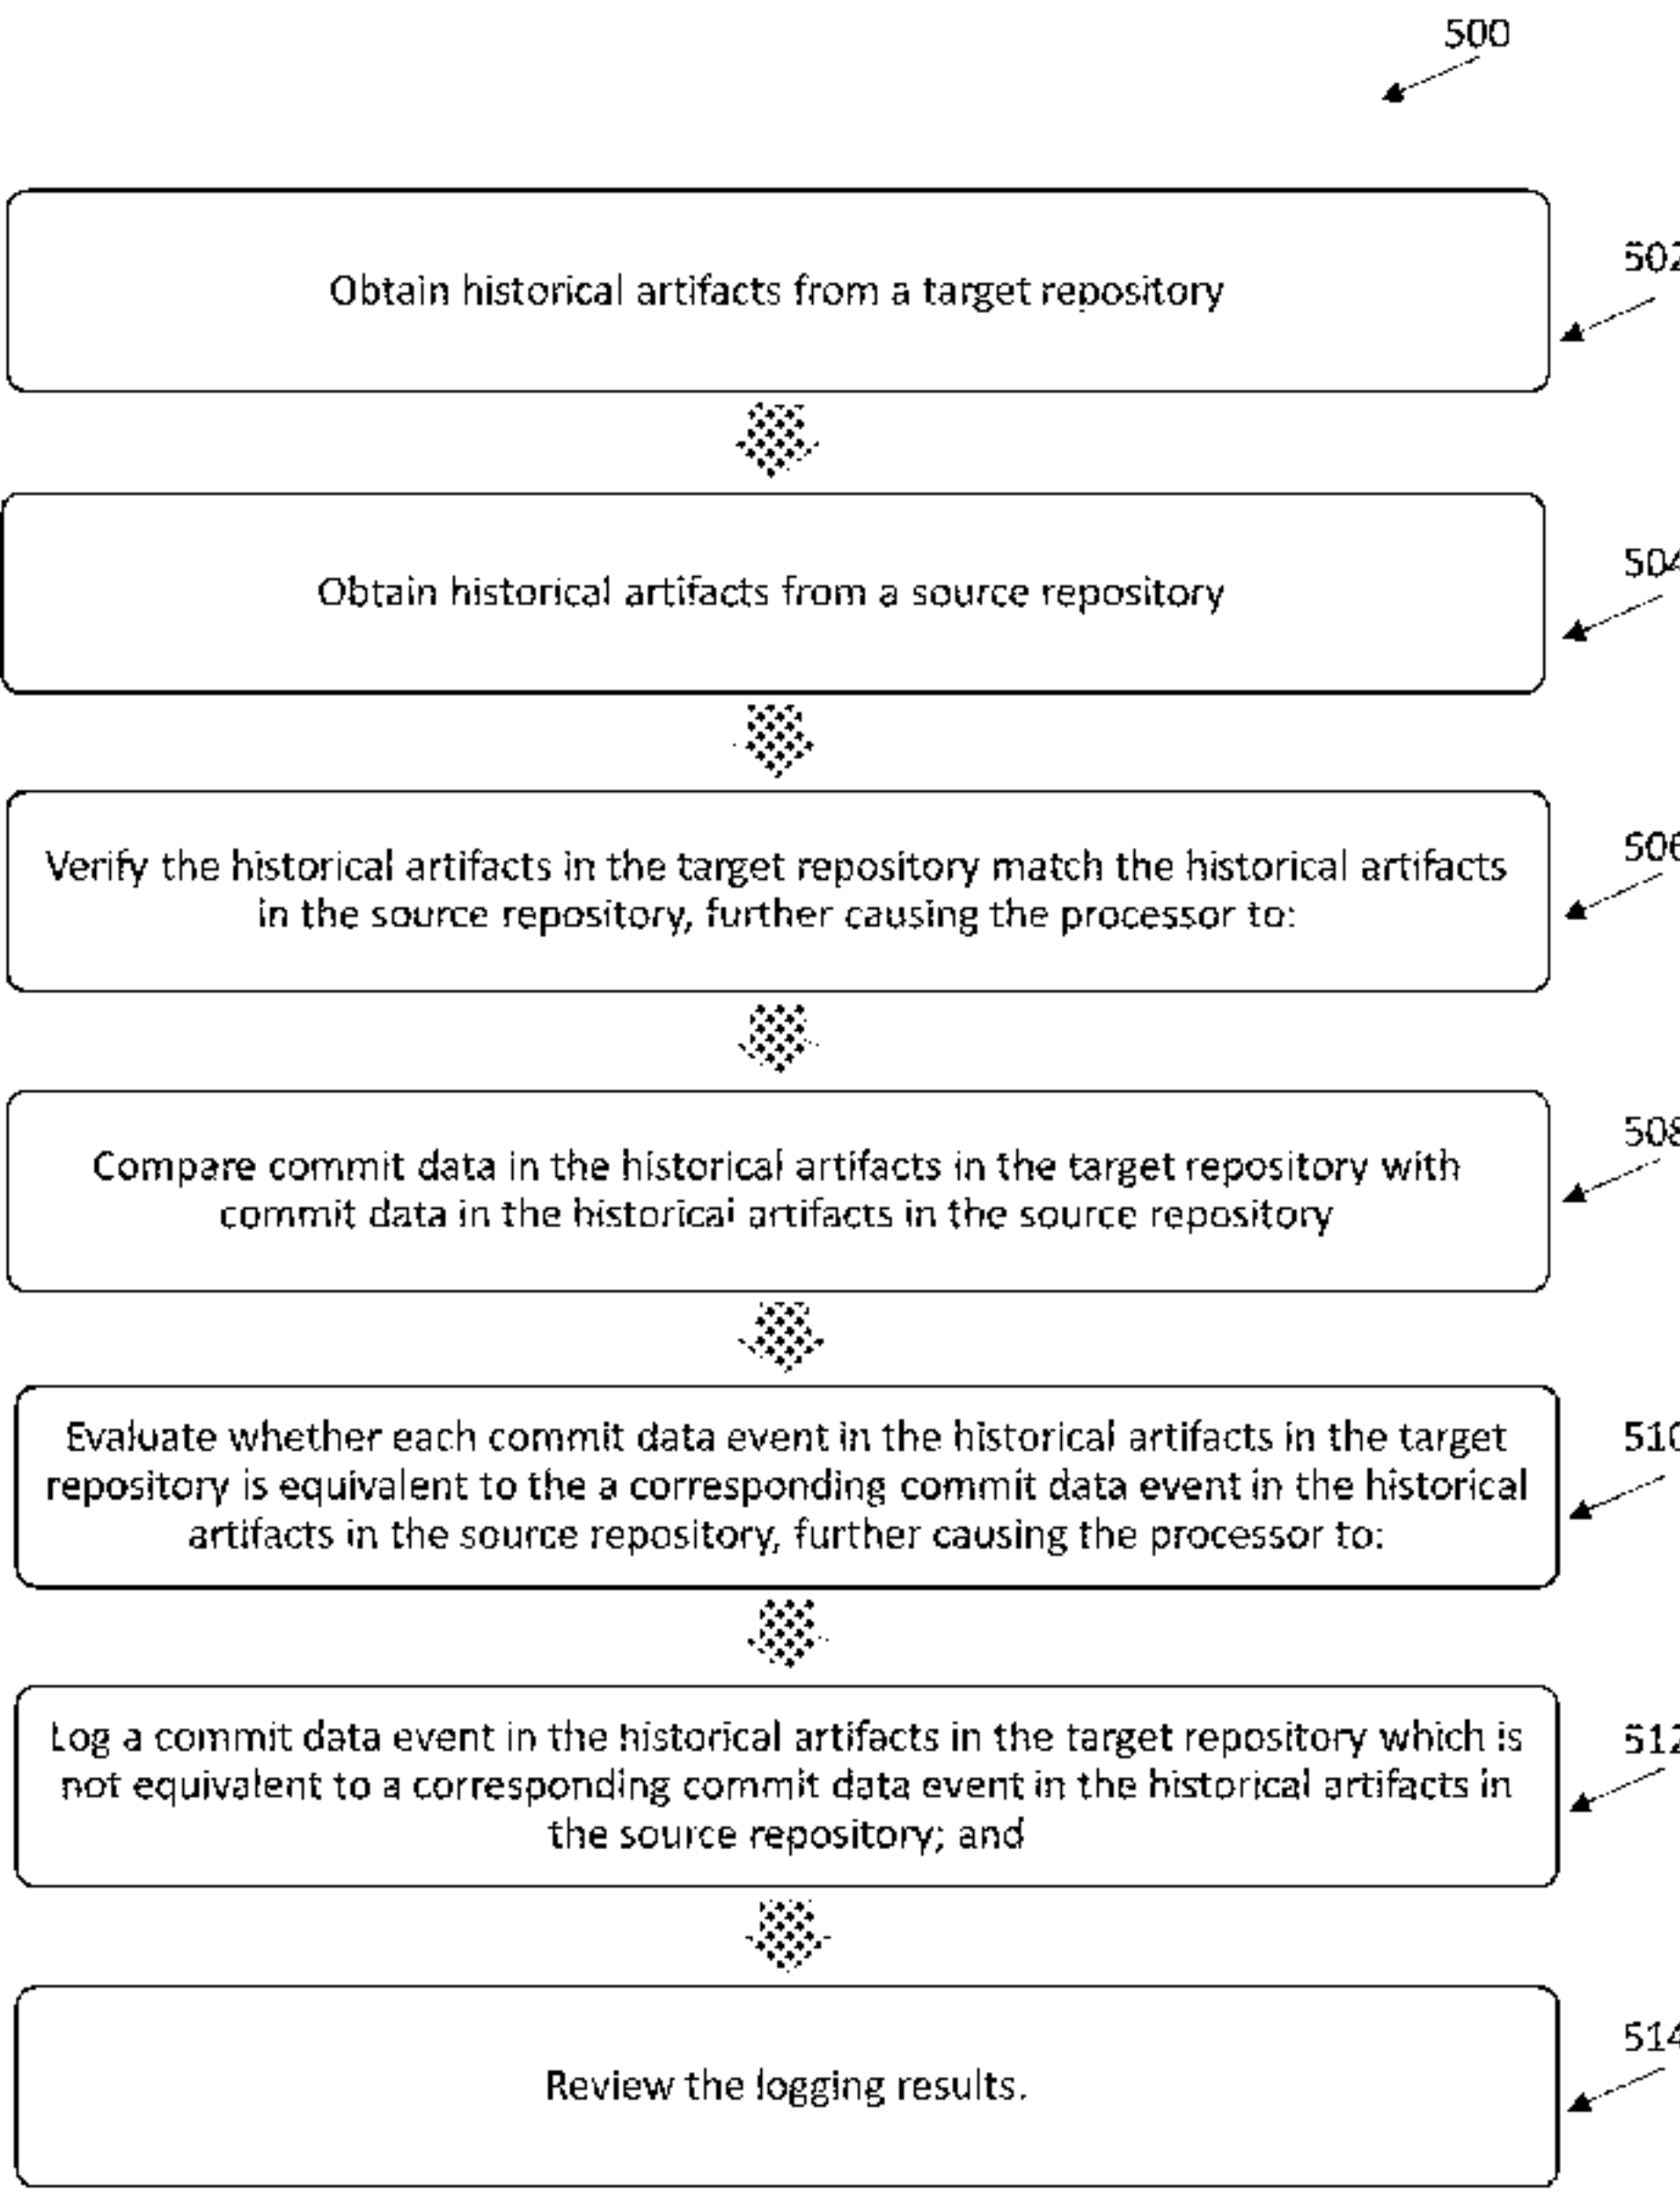 500
Obtain historical artifacts from a target repository
502
Obtain historical artifacts from a source repository
504
Verify the historical artifacts in the target repository match the historical artifacts
in the source repository, further causing the processor to:
506
Compare commit data in the historical artifacts in the target repository with
commit data in the historical artifacts in the source repository
508
Evaluate whether each commit data event in the historical artifacts in the target
repository is equivalent to the a corresponding commit data event in the historical
artifacts in the source repository, further causing the processor to:
510
Log a commit data event in the historical artifacts in the target repository which is
not equivalent to a corresponding commit data event in the historical artifacts in
the source repository; and
512
Review the logging results.
514